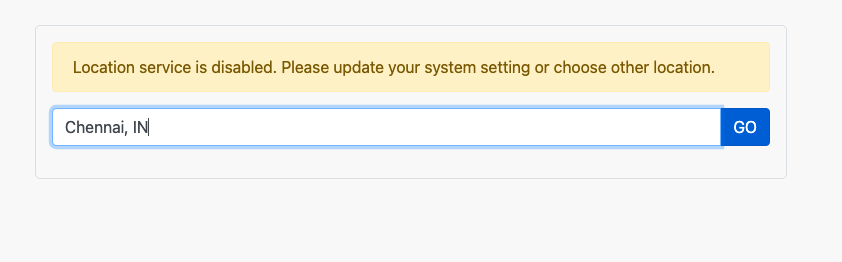 Location service is disabled. Please update your system setting or choose other location.
Chennai, IN
GO